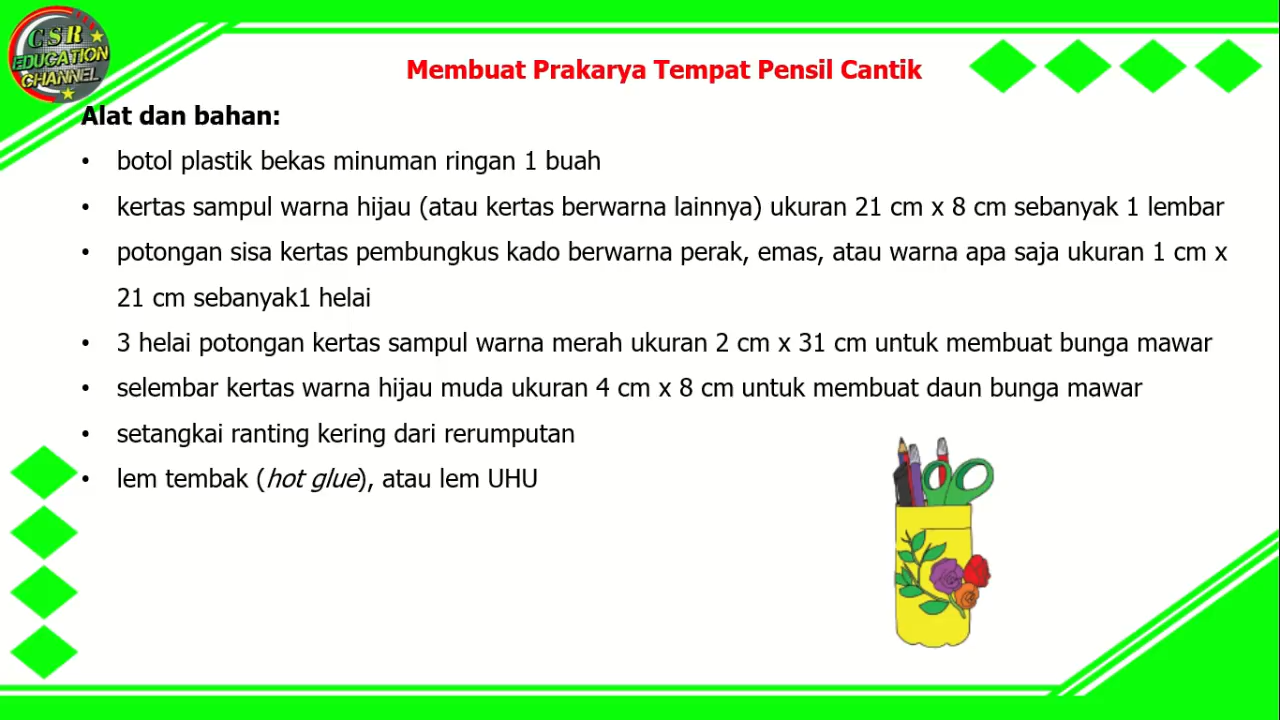 CSR
EDUCATION
CHANNEL
Membuat Prakarya Tempat Pensil Cantik
Alat dan bahan:
• botol plastik bekas minuman ringan 1 buah
• kertas sampul warna hijau (atau kertas berwarna lainnya) ukuran 21 cm x 8 cm sebanyak 1 lembar
• potongan sisa kertas pembungkus kado berwarna perak, emas, atau warna apa saja ukuran 1 cm x
21 cm sebanyak1 helai
• 3 helai potongan kertas sampul warna merah ukuran 2 cm x 31 cm untuk membuat bunga mawar
• selembar kertas warna hijau muda ukuran 4 cm x 8 cm untuk membuat daun bunga mawar
• setangkai ranting kering dari rerumputan
• lem tembak (hot glue), atau lem UHU